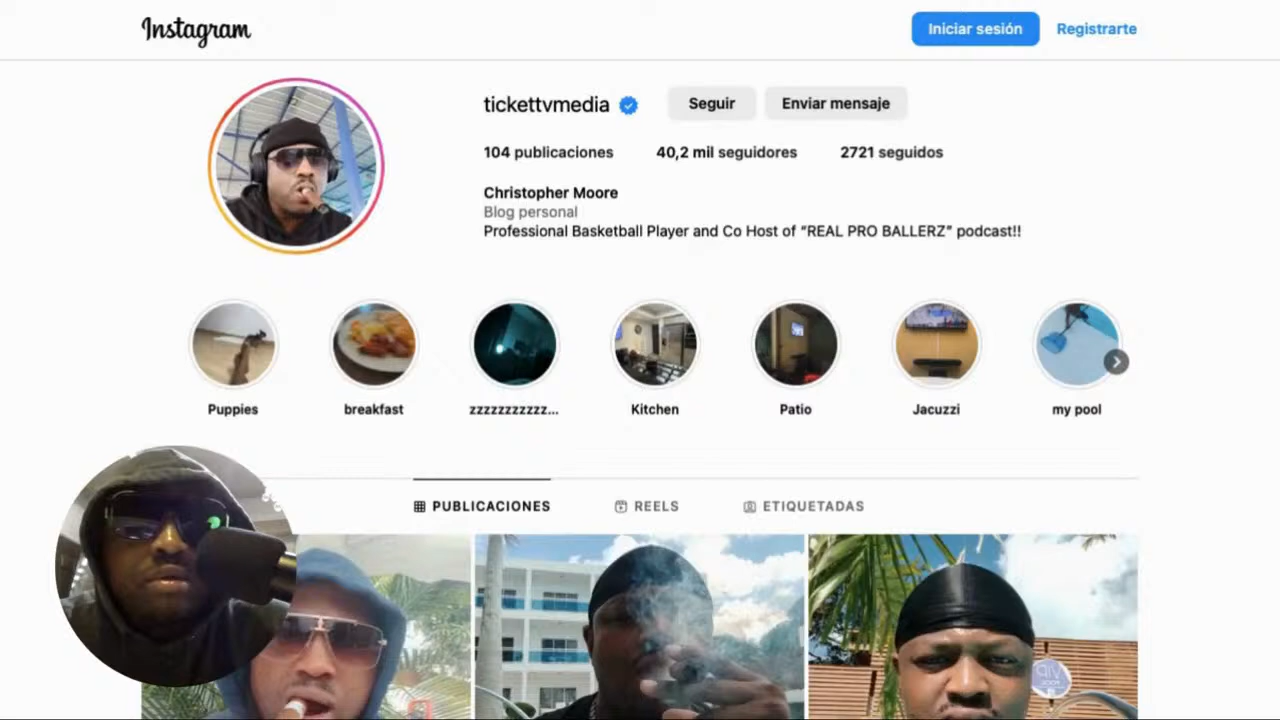 Instagram
Iniciar sesión
Registrarte
tickettvmedia
Seguir
Enviar mensaje
104 publicaciones
40,2 mil seguidores
2721 seguidos
Christopher Moore
Blog personal
Professional Basketball Player and Co Host of “REAL PRO BALLERZ” podcast!!
Puppies
breakfast
zzzzzzzzzzz...
Kitchen
Patio
Jacuzzi
my pool
PUBLICACIONES
REELS
ETIQUETADAS